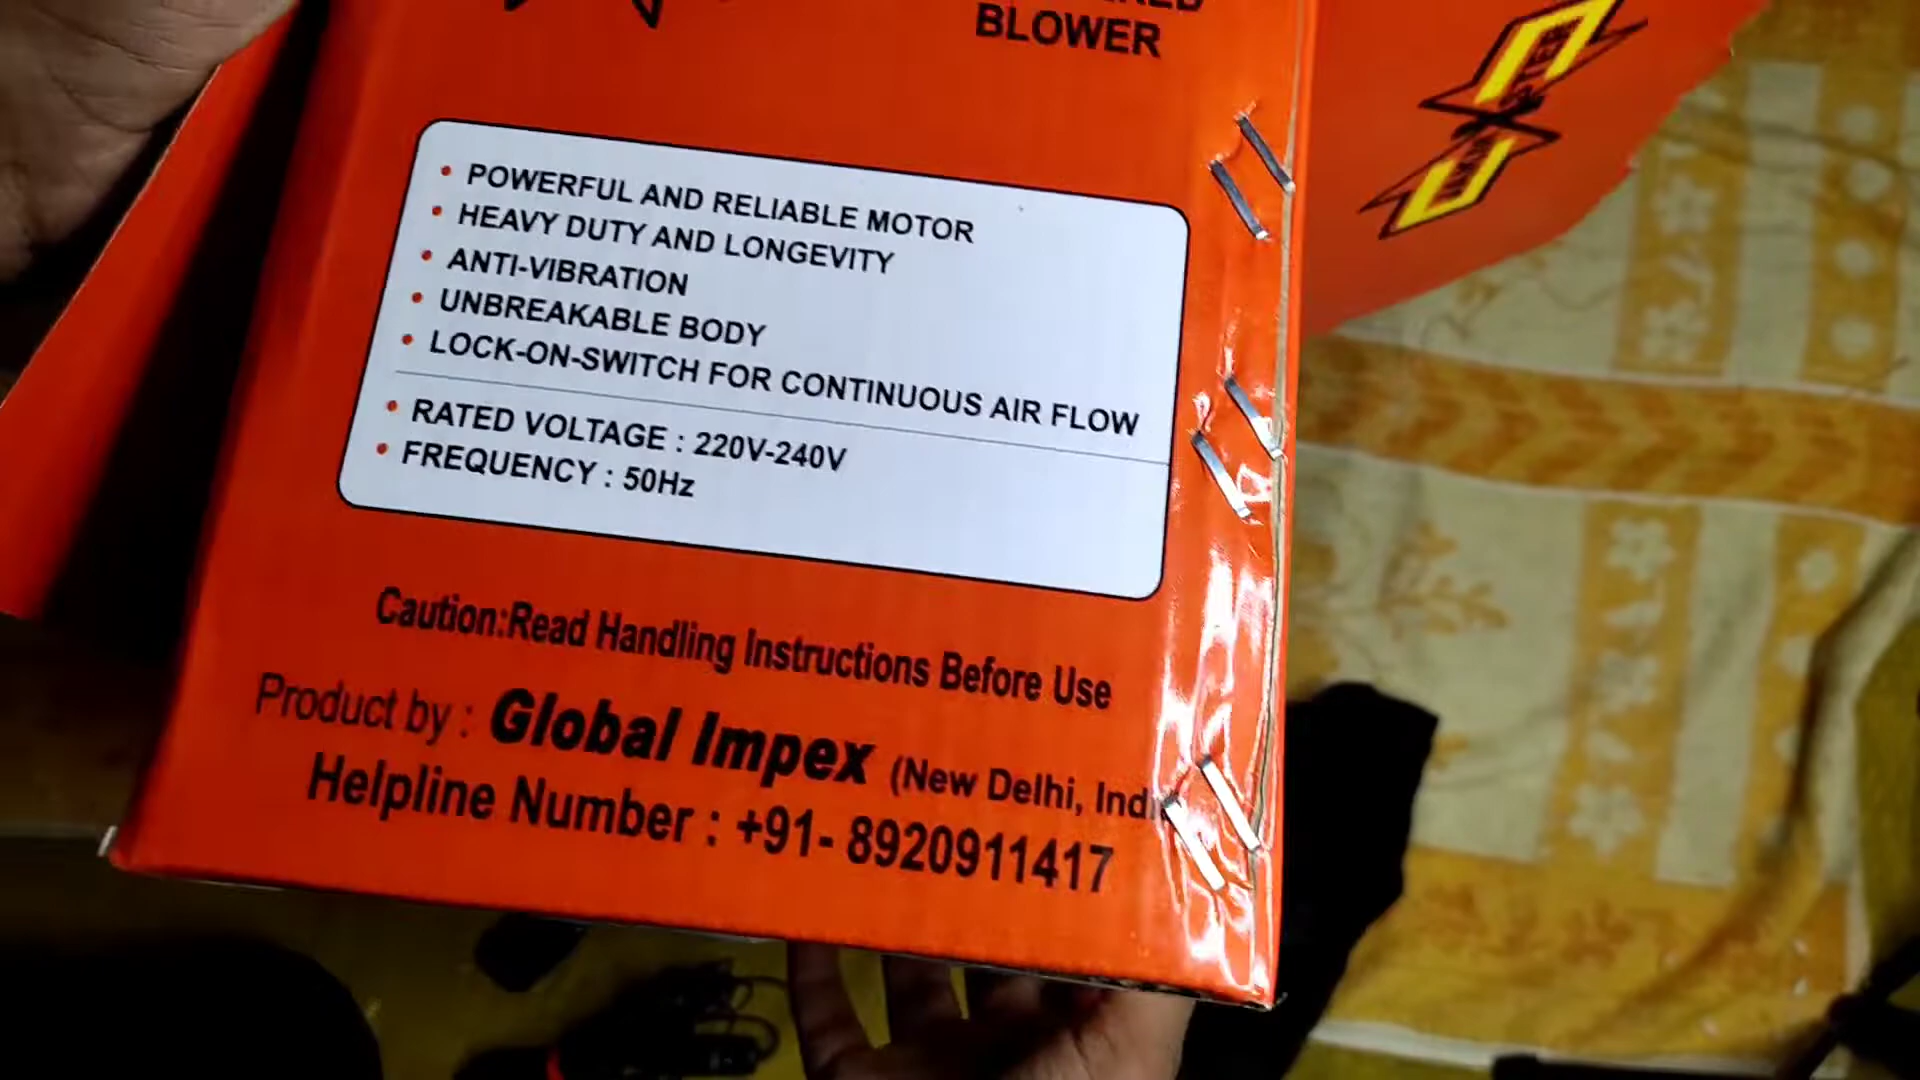 BLOWER
POWERFUL AND RELIABLE MOTOR
HEAVY DUTY AND LONGEVITY
ANTI-VIBRATION
UNBREAKABLE BODY
LOCK-ON-SWITCH FOR CONTINUOUS AIR FLOW
RATED VOLTAGE : 220V-240V
FREQUENCY : 50Hz
Caution:Read Handling Instructions Before Use
Product by : Global Impex (New Delhi,
Helpline Number : +91- 8920911417